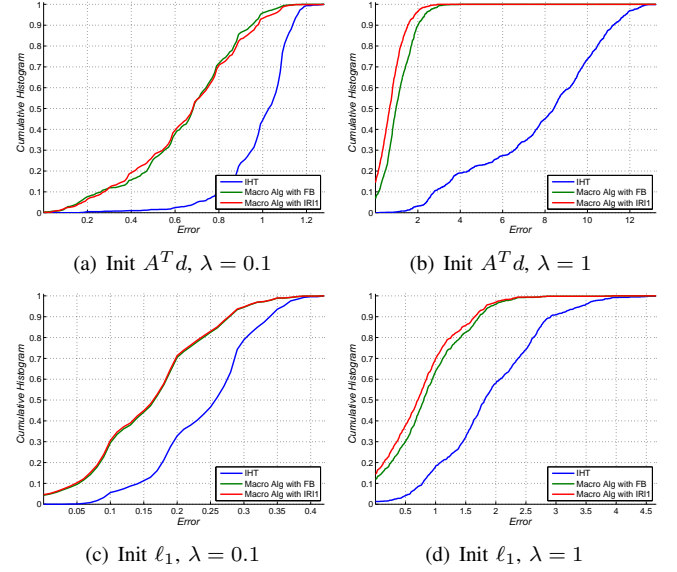 Cumulative Histogram
1
0.9
0.8
0.7
0.6
0.5
0.4
0.3
0.2
0.1
0
0.2 0.4 0.6 0.8 1 1.2
Error
IHT
Macro Alg with FB
Macro Alg with IRl1
(a) Init $A^T d$, $\lambda = 0.1$
Cumulative Histogram
1
0.9
0.8
0.7
0.6
0.5
0.4
0.3
0.2
0.1
0
2 4 6 8 10 12
Error
IHT
Macro Alg with FB
Macro Alg with IRl1
(b) Init $A^T d$, $\lambda = 1$
Cumulative Histogram
1
0.9
0.8
0.7
0.6
0.5
0.4
0.3
0.2
0.1
0
0.05 0.1 0.15 0.2 0.25 0.3 0.35 0.4
Error
IHT
Macro Alg with FB
Macro Alg with IRl1
(c) Init $\ell_1$, $\lambda = 0.1$
Cumulative Histogram
1
0.9
0.8
0.7
0.6
0.5
0.4
0.3
0.2
0.1
0
0.5 1 1.5 2 2.5 3 3.5 4 4.5
Error
IHT
Macro Alg with FB
Macro Alg with IRl1
(d) Init $\ell_1$, $\lambda = 1$